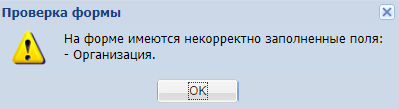 Проверка формы
На форме имеются некорректно заполненные поля:
- Организация.
OK